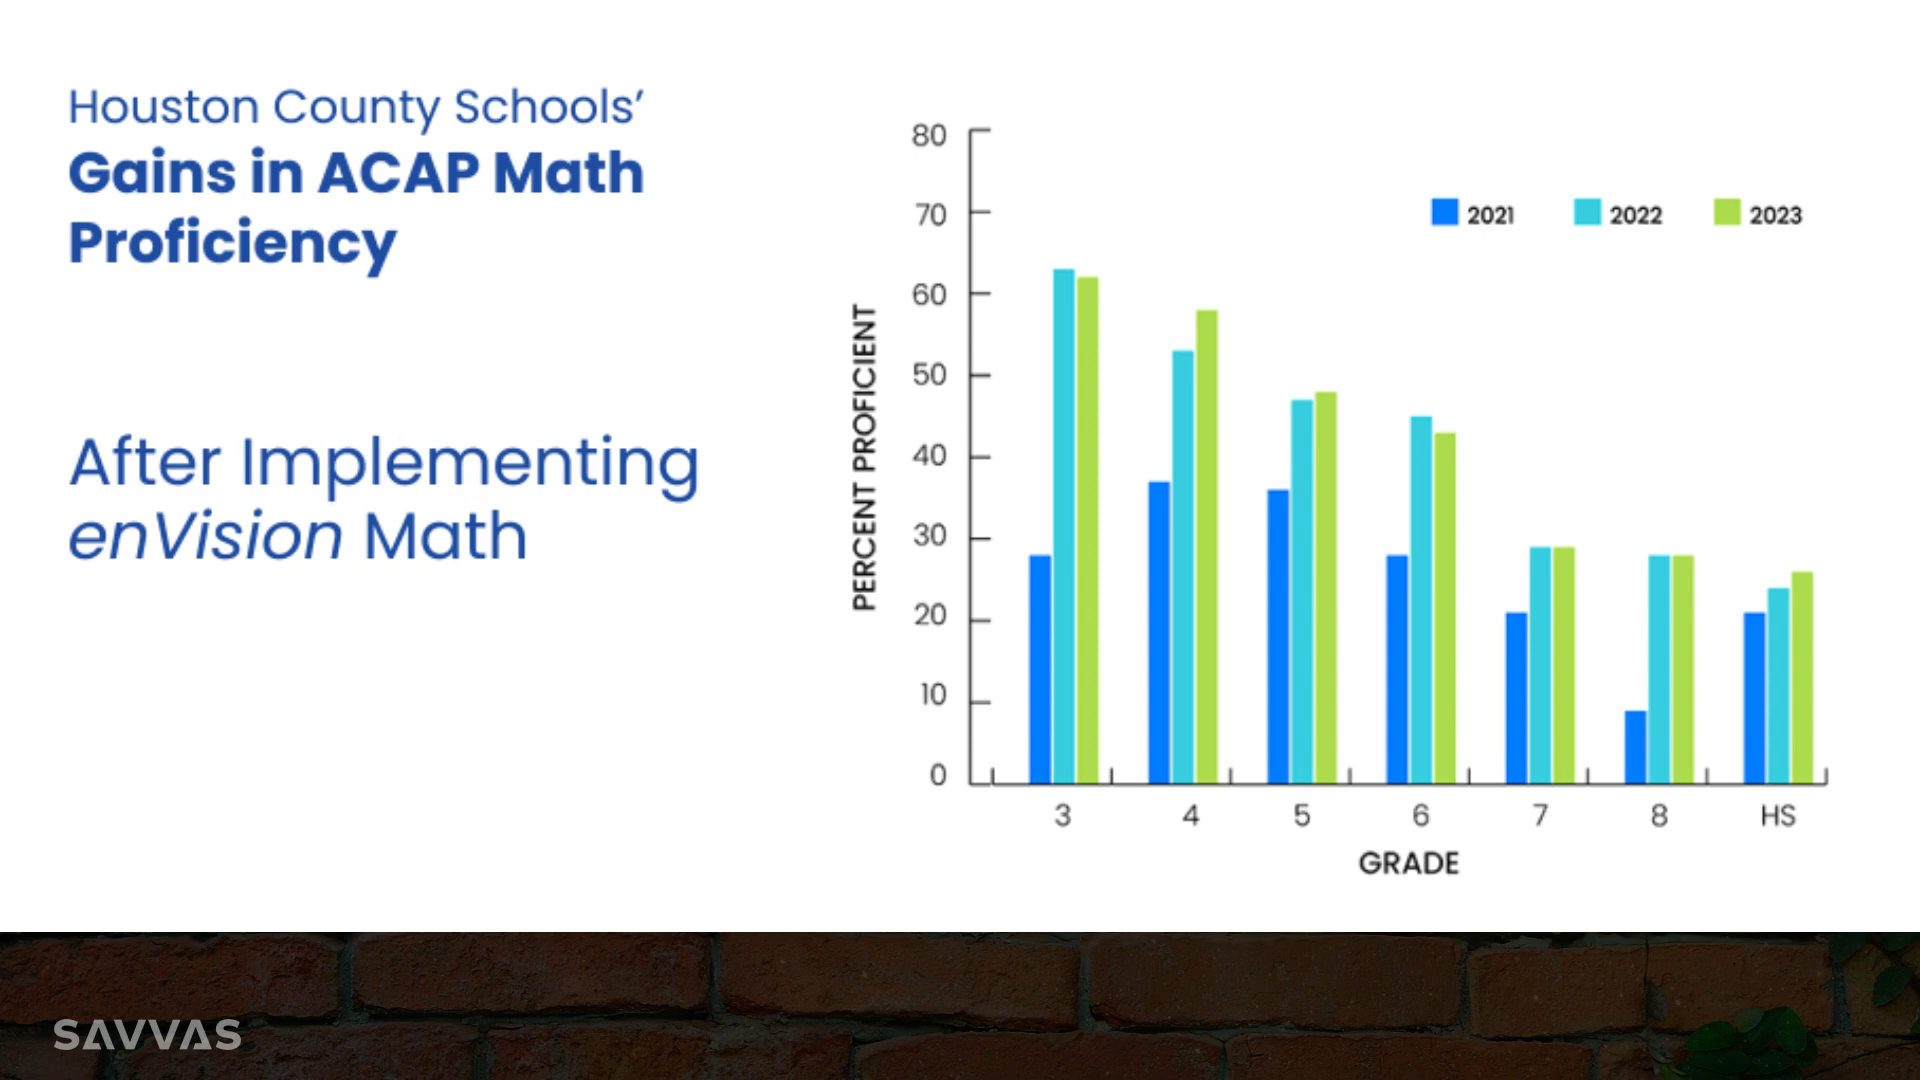 Houston County Schools’
Gains in ACAP Math
Proficiency
After Implementing
enVision Math
80
70
60
50
40
30
20
10
0
PERCENT PROFICIENT
2021 2022 2023
3 4 5 6 7 8 HS
GRADE
SAVVAS